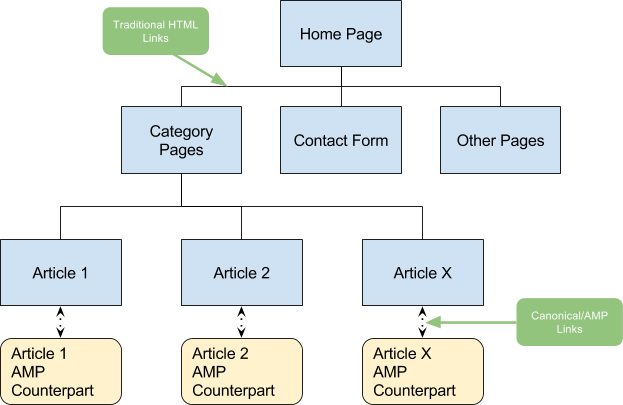 Traditional HTML
Links
Home Page
Category
Pages
Contact Form
Other Pages
Article 1
Article 2
Article X
Canonical/AMP
Links
Article 1
AMP
Counterpart
Article 2
AMP
Counterpart
Article X
AMP
Counterpart